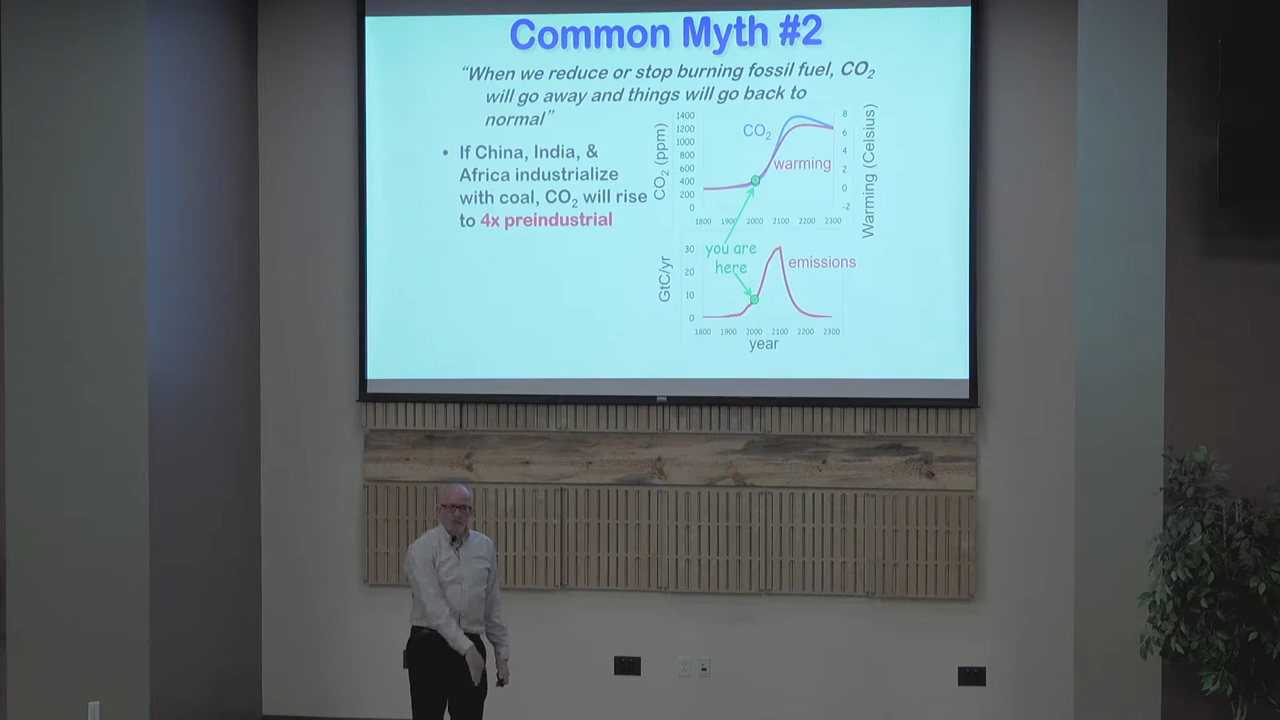 Common Myth #2
“When we reduce or stop burning fossil fuel, CO₂
will go away and things will go back to
normal”
• If China, India, &
Africa industrialize
with coal, CO₂ will rise
to 4x preindustrial
CO₂ (ppm)
1400
1200
1000
800
600
400
200
0
CO₂
warming
8
6
4
2
0
-2
Warming (Celsius)
1800 1900 2000 2100 2200 2300
you are
here
GtC/yr
30
20
10
0
emissions
1800 1900 2000 2100 2200 2300
year